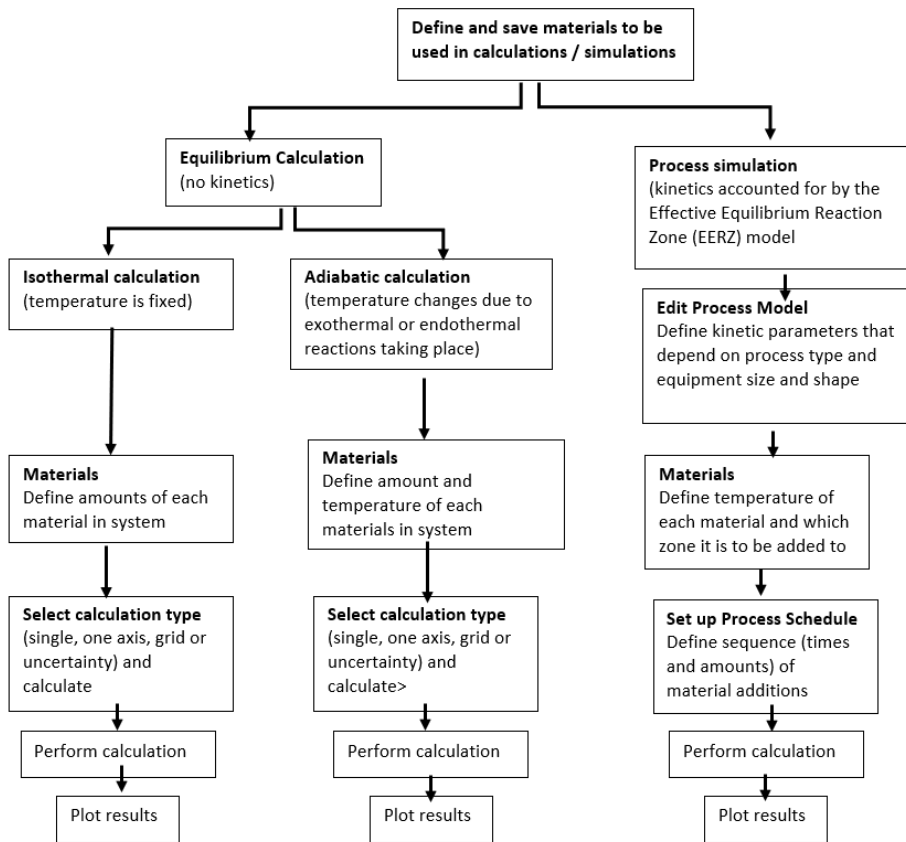 Define and save materials to be
used in calculations / simulations
Equilibrium Calculation
(no kinetics)
Process simulation
(kinetics accounted for by the
Effective Equilibrium Reaction
Zone (EERZ) model
Isothermal calculation
(temperature is fixed)
Adiabatic calculation
(temperature changes due to
exothermal or endothermal
reactions taking place)
Edit Process Model
Define kinetic parameters that
depend on process type and
equipment size and shape
Materials
Define amounts of each
material in system
Materials
Define amount and
temperature of each
materials in system
Materials
Define temperature of
each material and which
zone it is to be added to
Select calculation type
(single, one axis, grid or
uncertainty) and
calculate
Select calculation type
(single, one axis, grid or
uncertainty) and
calculate>
Set up Process Schedule
Define sequence (times
and amounts) of
material additions
Perform calculation
Perform calculation
Perform calculation
Plot results
Plot results
Plot results